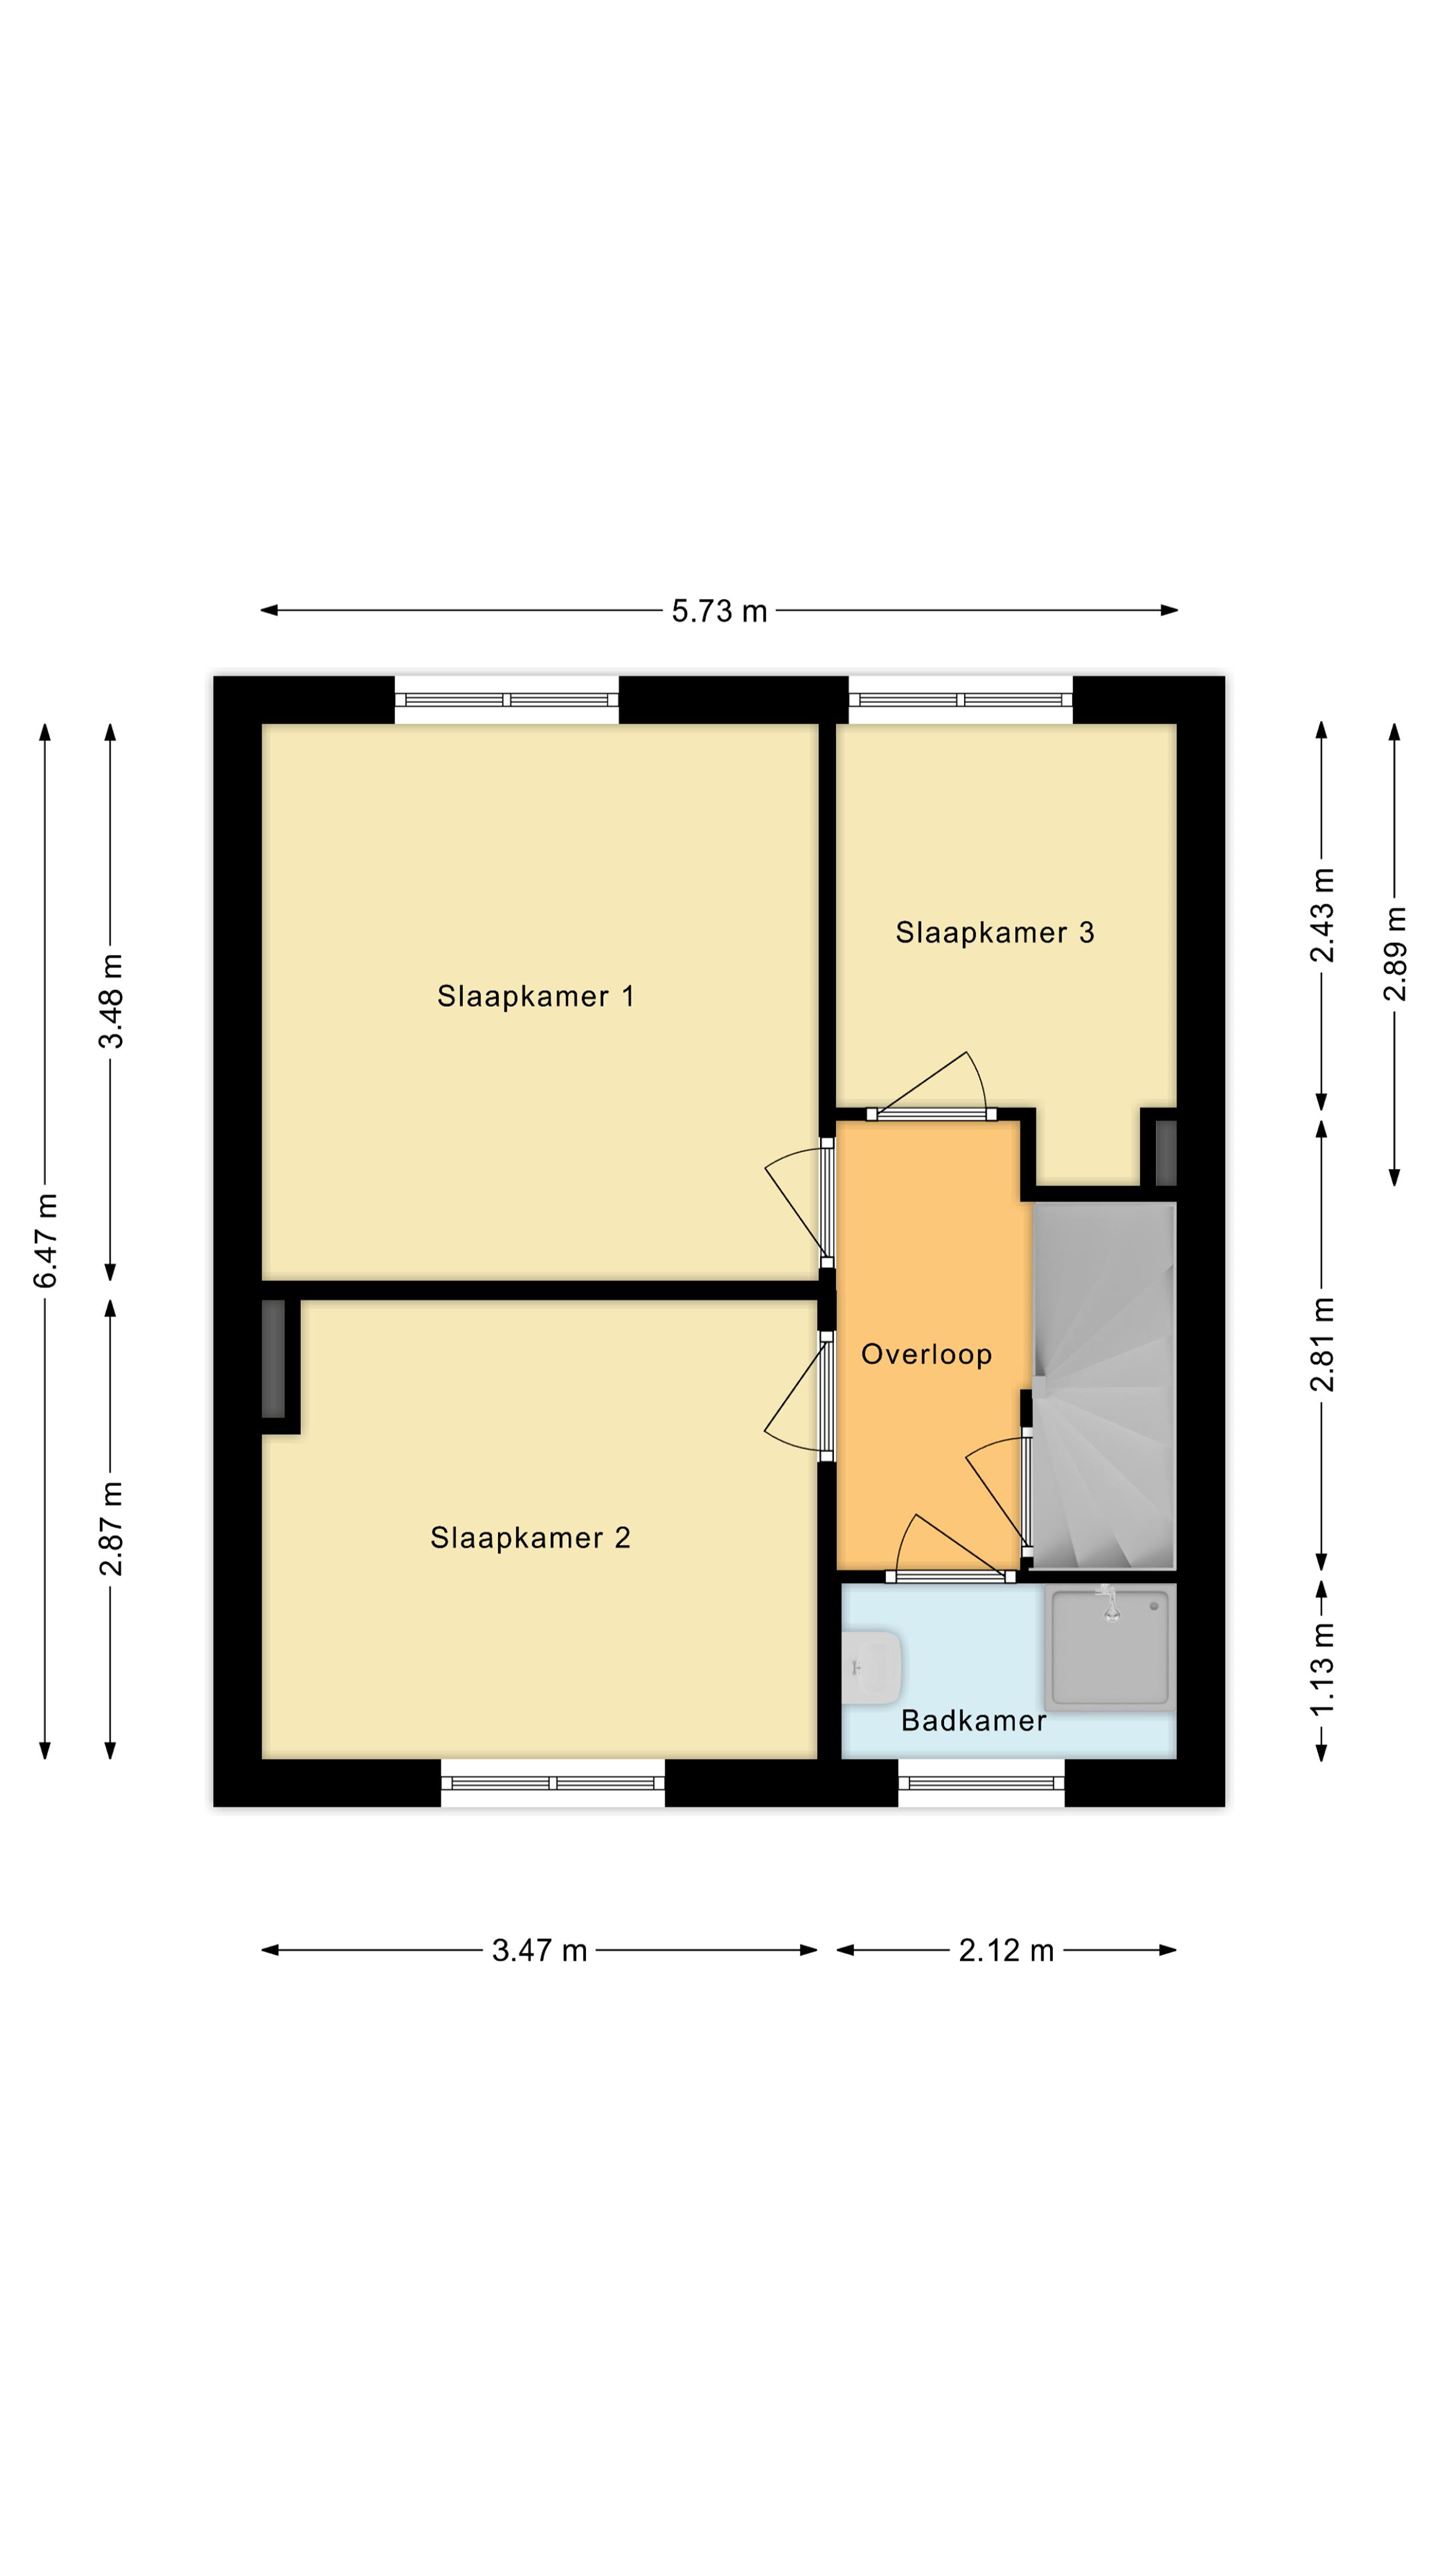 5.73 m
Slaapkamer 3
2.43 m
2.89 m
Slaapkamer 1
3.48 m
6.47 m
Overloop
2.81 m
Slaapkamer 2
2.87 m
Badkamer
1.13 m
3.47 m
2.12 m